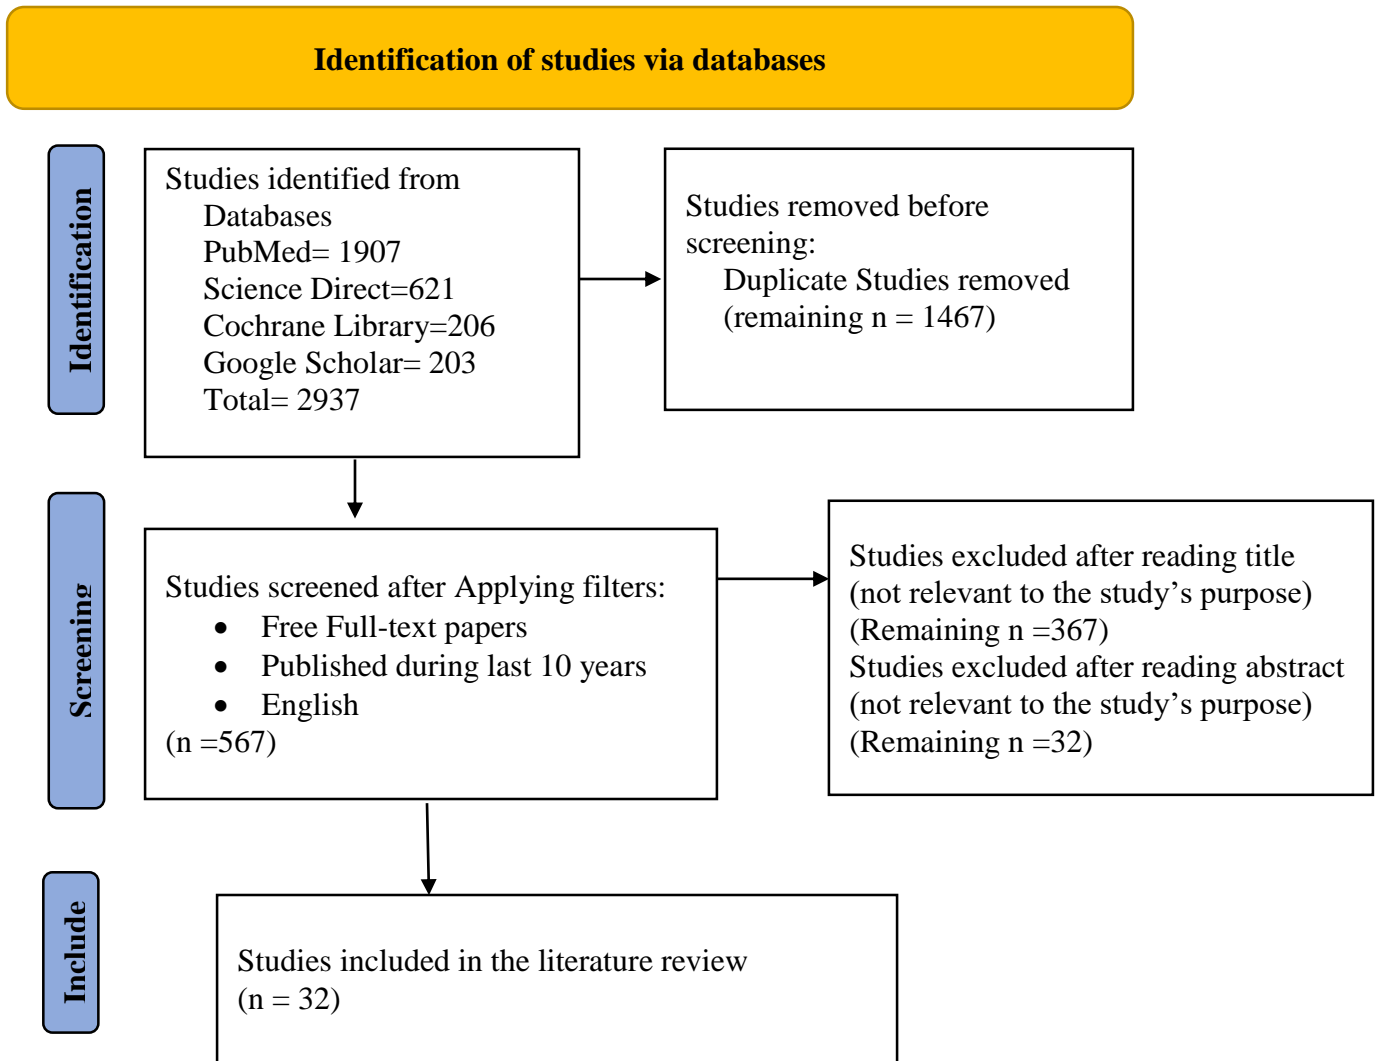 Identification of studies via databases
Identification
Studies identified from
Databases
PubMed= 1907
Science Direct=621
Cochrane Library=206
Google Scholar= 203
Total= 2937
Studies removed before
screening:
Duplicate Studies removed
(remaining n = 1467)
Screening
Studies screened after Applying filters:
• Free Full-text papers
• Published during last 10 years
• English
(n =567)
Studies excluded after reading title
(not relevant to the study’s purpose)
(Remaining n =367)
Studies excluded after reading abstract
(not relevant to the study’s purpose)
(Remaining n =32)
Include
Studies included in the literature review
(n = 32)